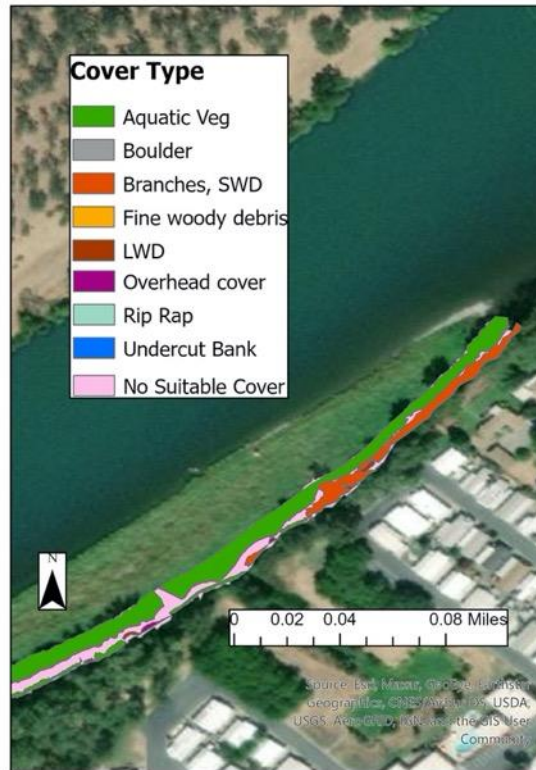 Cover Type
Aquatic Veg
Boulder
Branches, SWD
Fine woody debris
LWD
Overhead cover
Rip Rap
Undercut Bank
No Suitable Cover
N
0 0.02 0.04 0.08 Miles
Source: Esri, Maxar, GeoEye, Earthstar
Geographics, CNES/Airbus DS, USDA,
USGS, AeroGRID, IGN, and the GIS User
Community